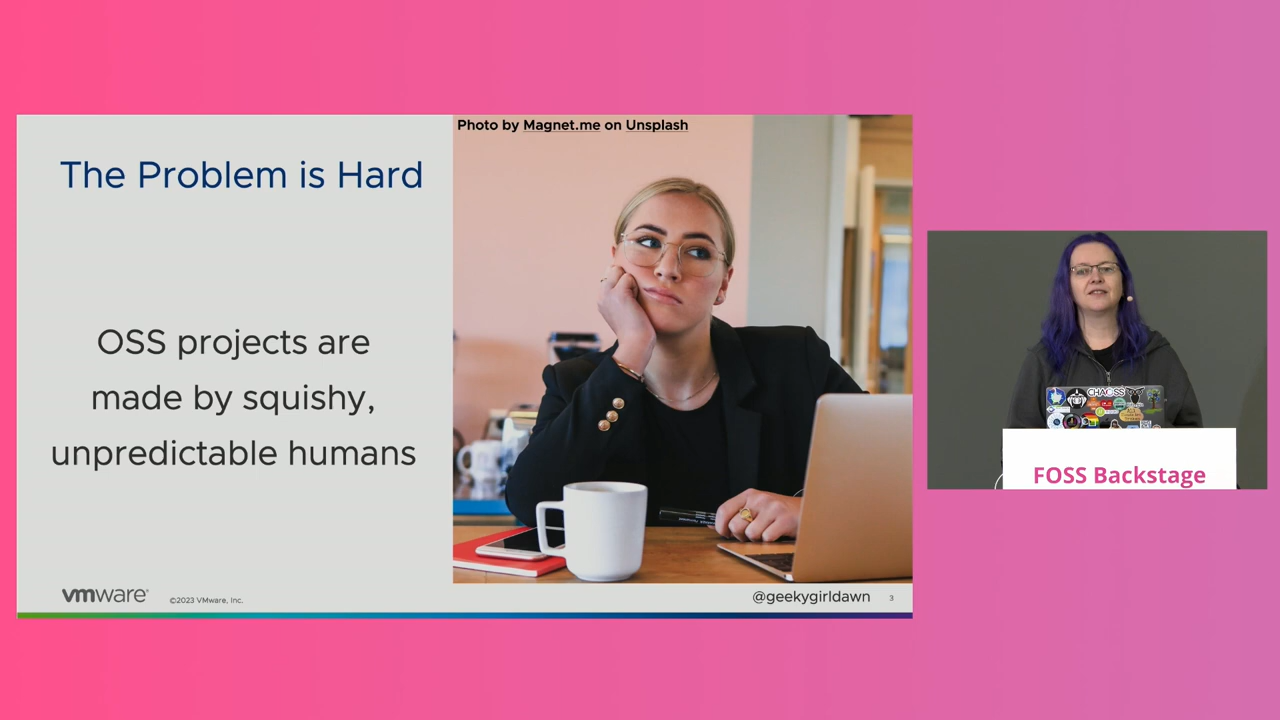 Photo by Magnet.me on Unsplash
The Problem is Hard
OSS projects are
made by squishy,
unpredictable humans
vmware®
©2023 VMware, Inc.
@geekygirldawn
3
CHAOSS
FOSS Backstage